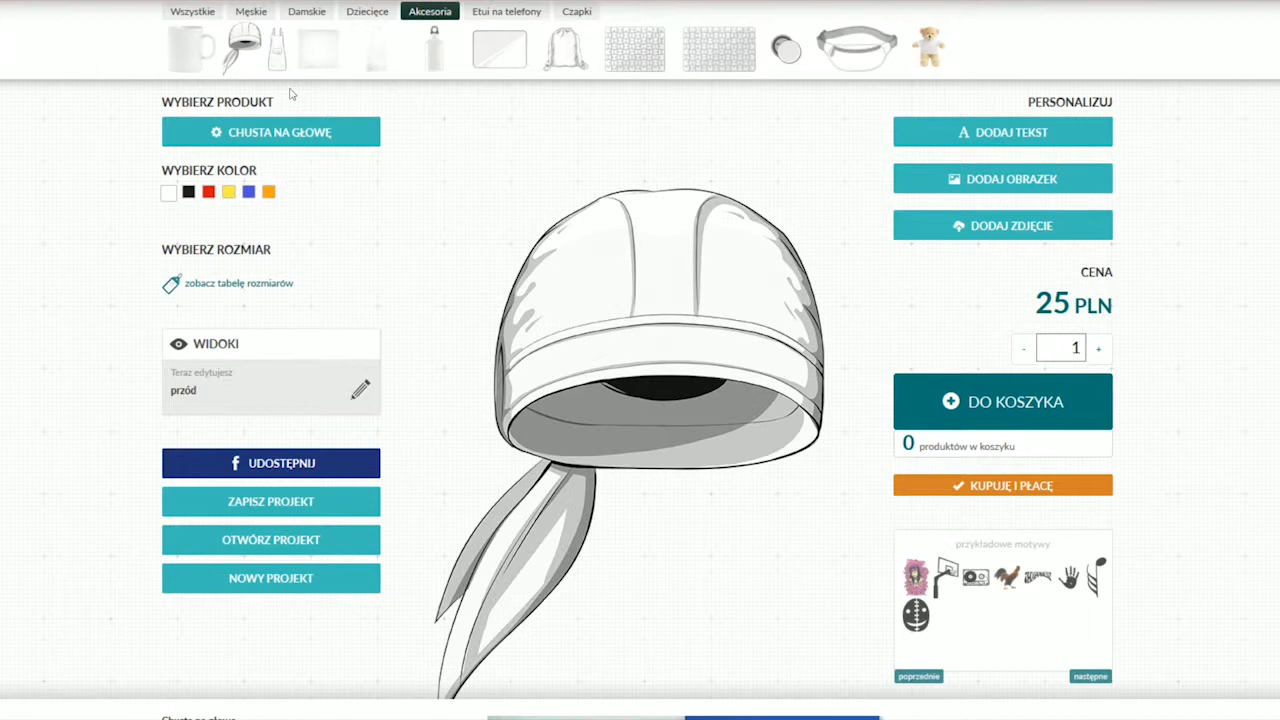 Wszystkie Męskie Damskie Dziecięce Akcesoria Etui na telefony Czapki
WYBIERZ PRODUKT
CHUSTA NA GŁOWĘ
WYBIERZ KOLOR
WYBIERZ ROZMIAR
zobacz tabelę rozmiarów
WIDOKI
Teraz edytujesz
przód
UDOSTĘPNIJ
ZAPISZ PROJEKT
OTWÓRZ PROJEKT
NOWY PROJEKT
PERSONALIZUJ
A DODAJ TEKST
DODAJ OBRAZEK
DODAJ ZDJĘCIE
CENA
25 PLN
- 1 +
DO KOSZYKA
0 produktów w koszyku
KUPUJĘ I PŁACĘ
przykładowe motywy
poprzednie następne